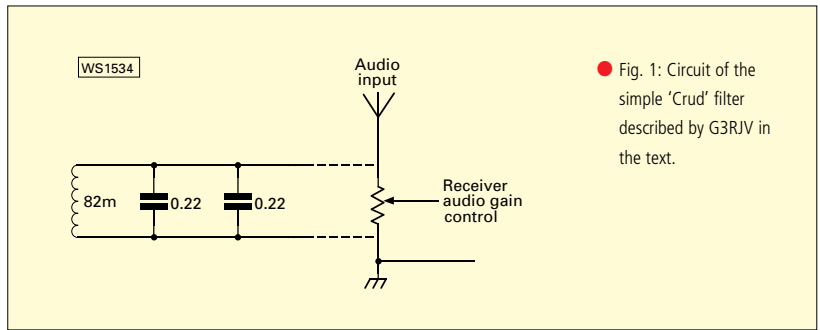 WS1534
Audio
input
82m
0.22
0.22
Receiver
audio gain
control
Fig. 1: Circuit of the
simple ‘Crud’ filter
described by G3RJV in
the text.